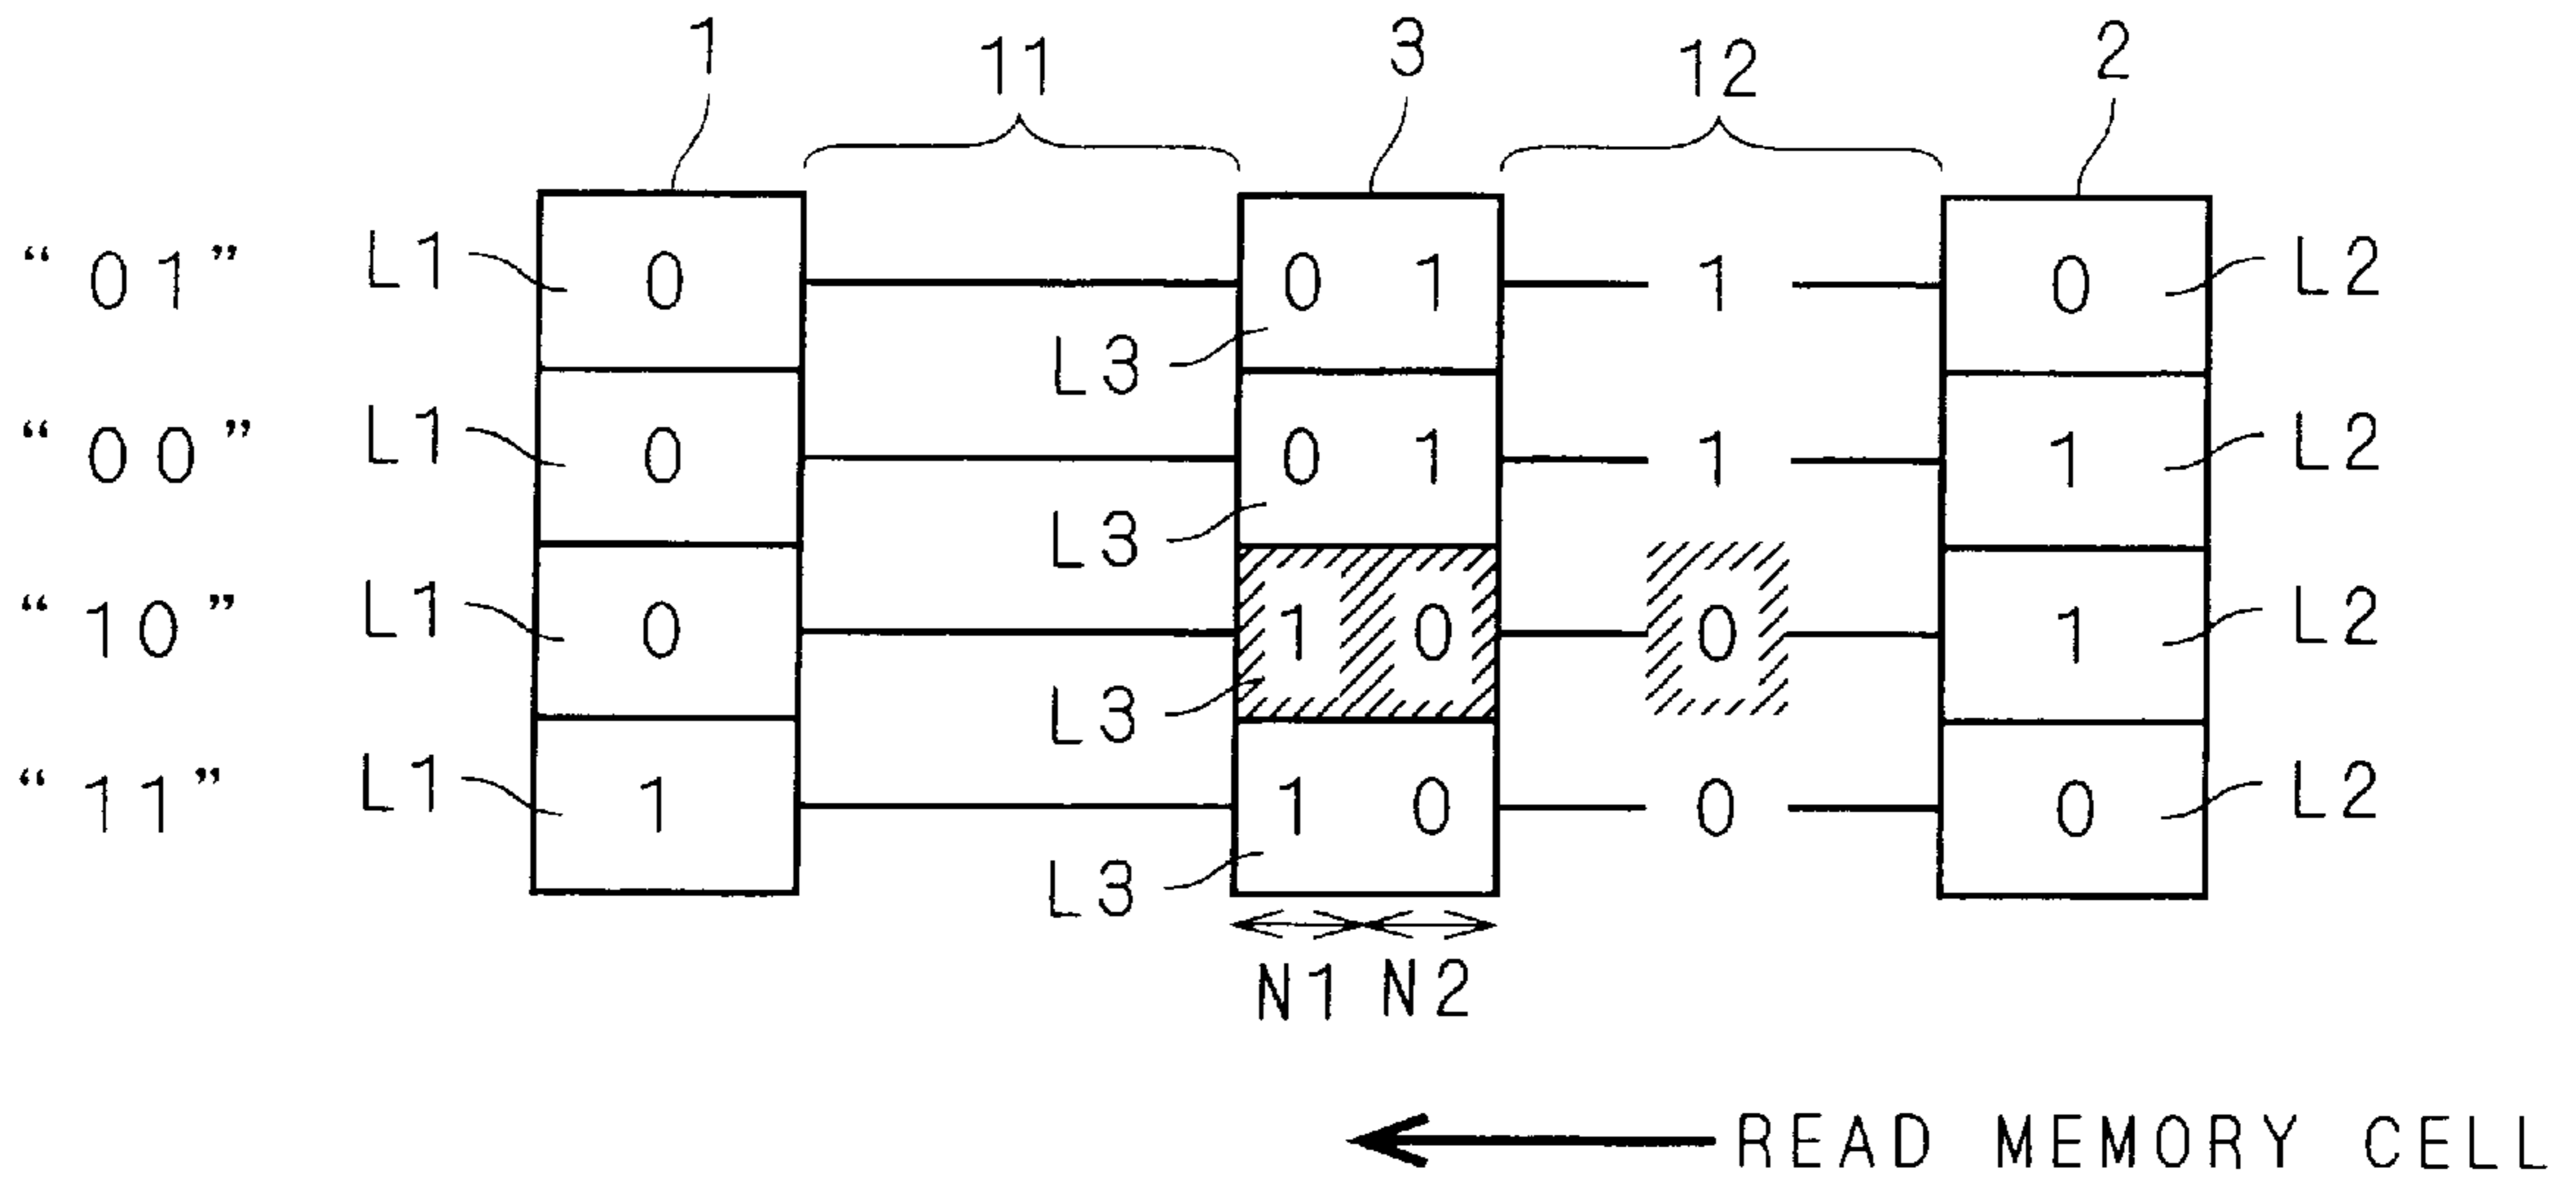 1 11 3 12 2
“01” L1 0 0 1 1 0 L2
L3
“00” L1 0 0 1 1 1 L2
L3
“10” L1 0 1 0 0 1 L2
L3
“11” L1 1 1 0 0 0 L2
L3
N1 N2
READ MEMORY CELL